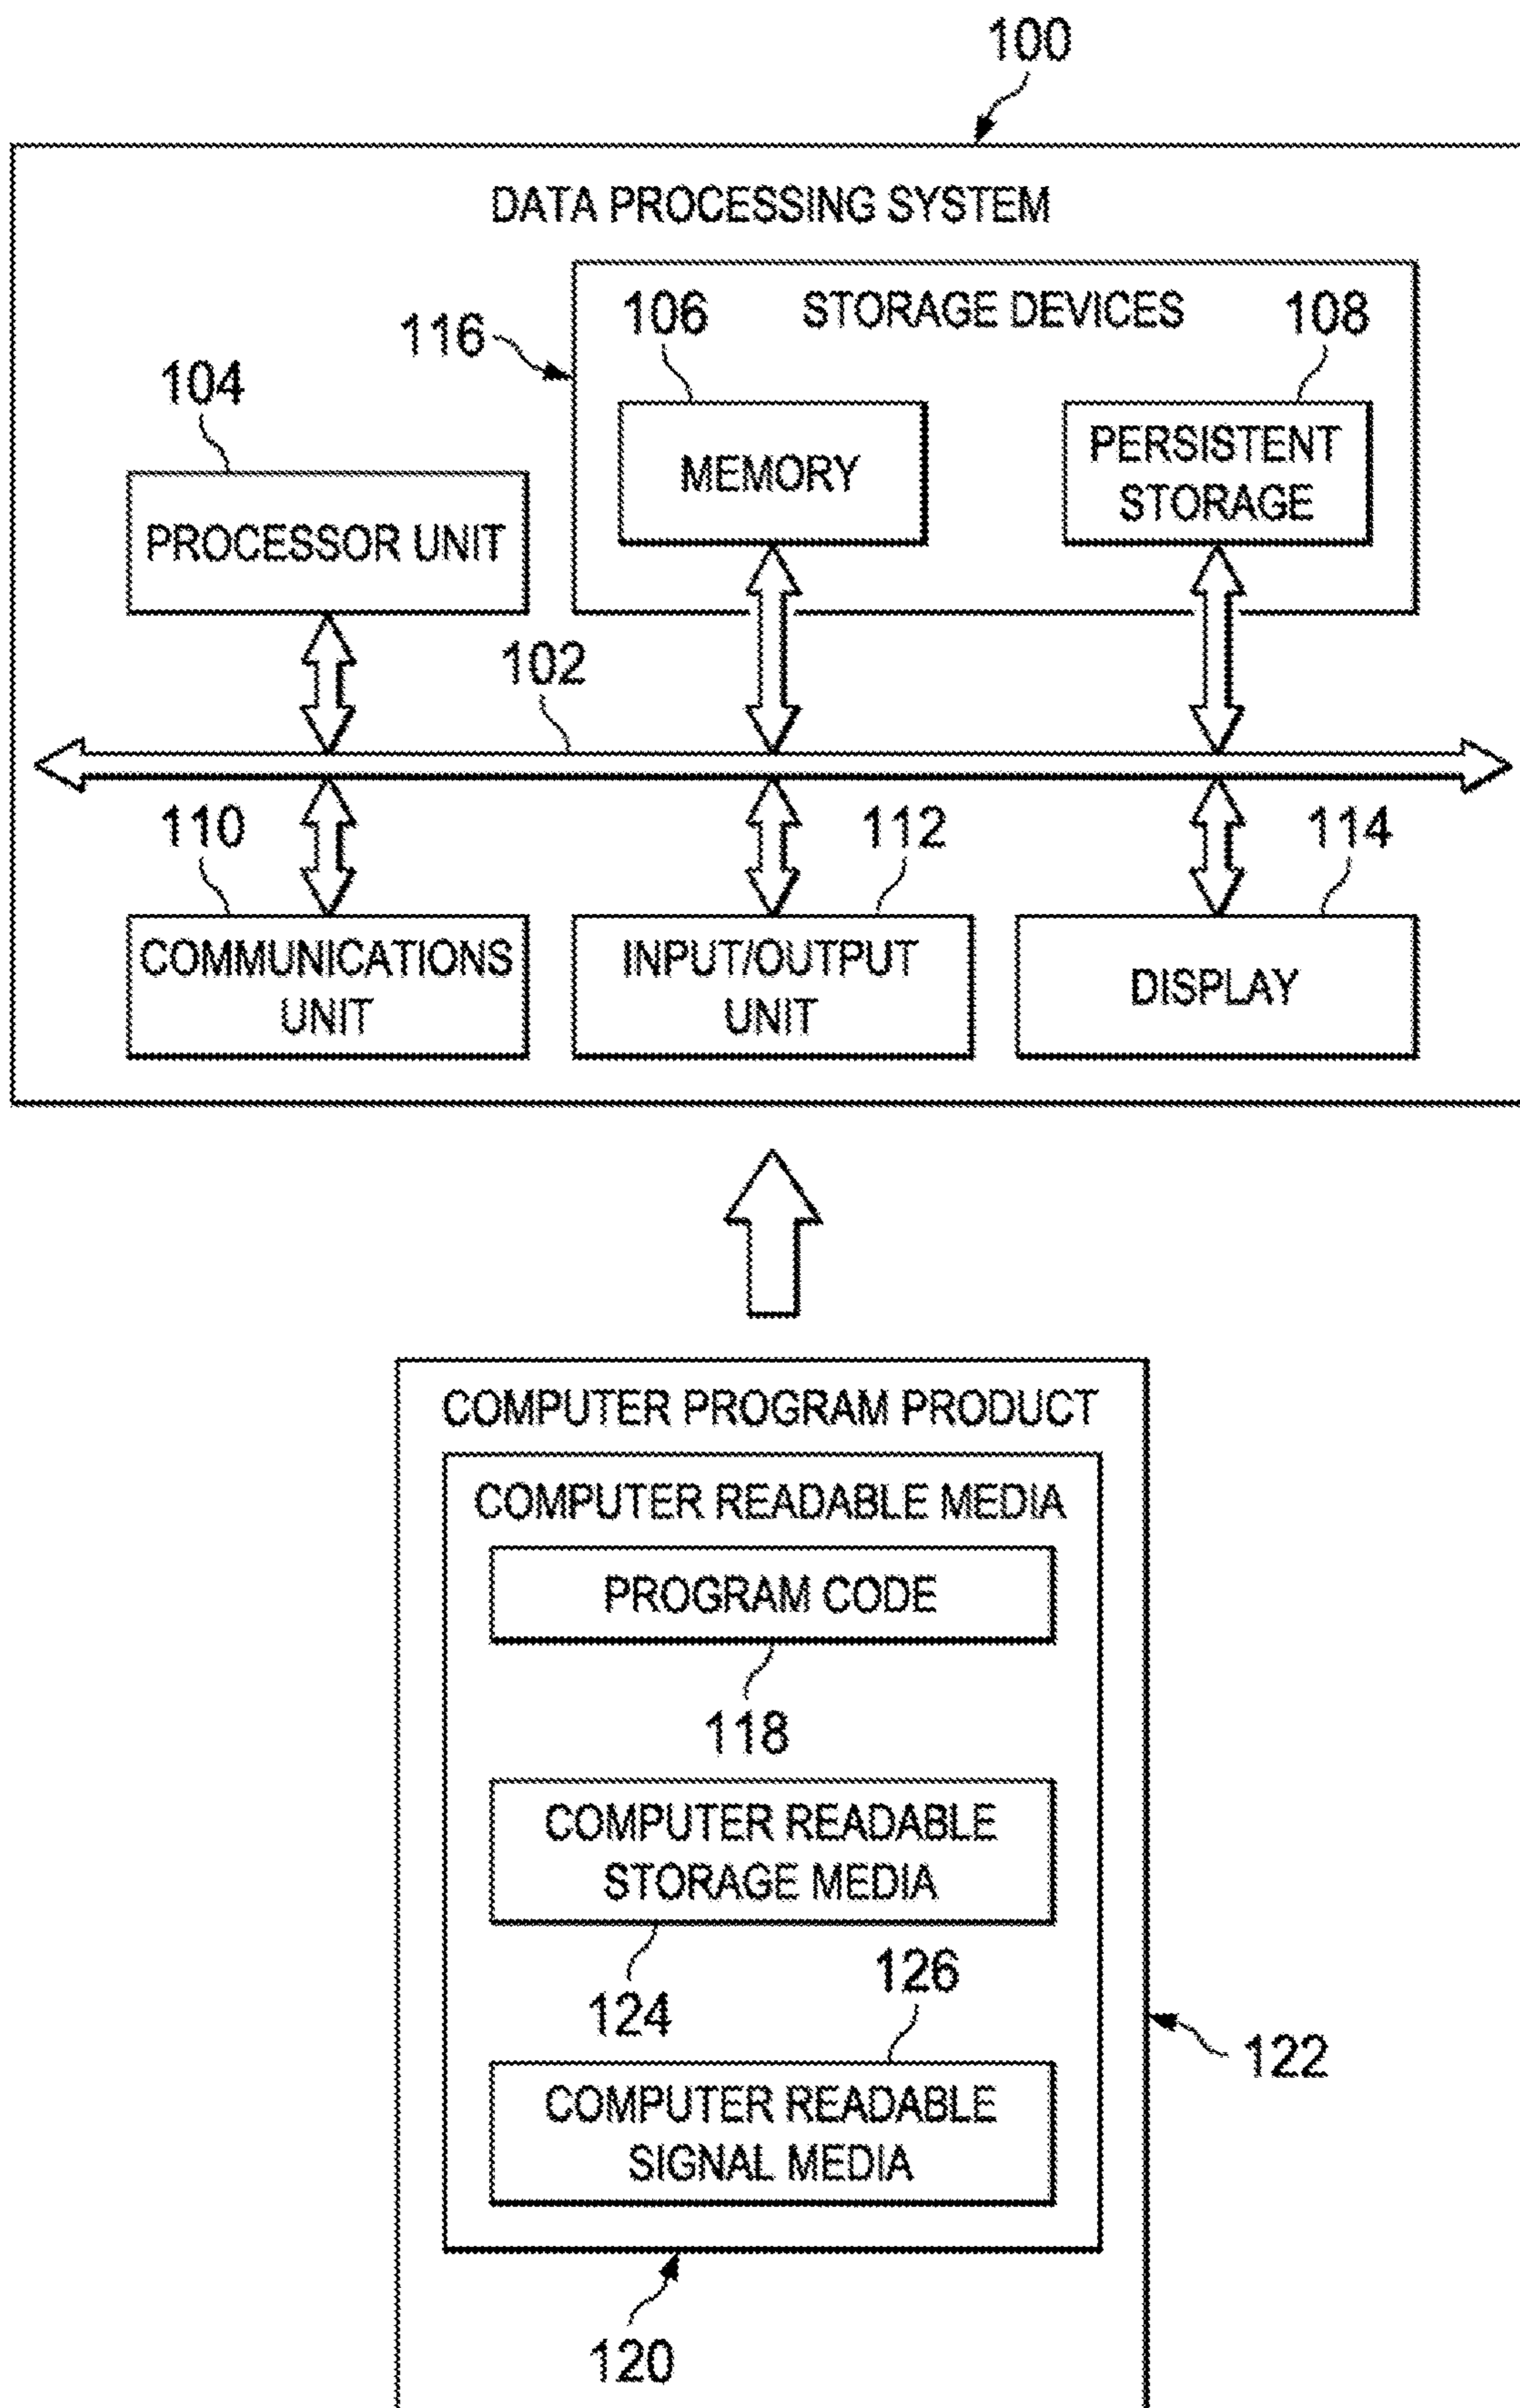 100
DATA PROCESSING SYSTEM
116
106
STORAGE DEVICES
108
104
MEMORY
PERSISTENT
STORAGE
PROCESSOR UNIT
102
110
112
114
COMMUNICATIONS
UNIT
INPUT/OUTPUT
UNIT
DISPLAY
COMPUTER PROGRAM PRODUCT
COMPUTER READABLE MEDIA
PROGRAM CODE
118
COMPUTER READABLE
STORAGE MEDIA
124
126
122
COMPUTER READABLE
SIGNAL MEDIA
120